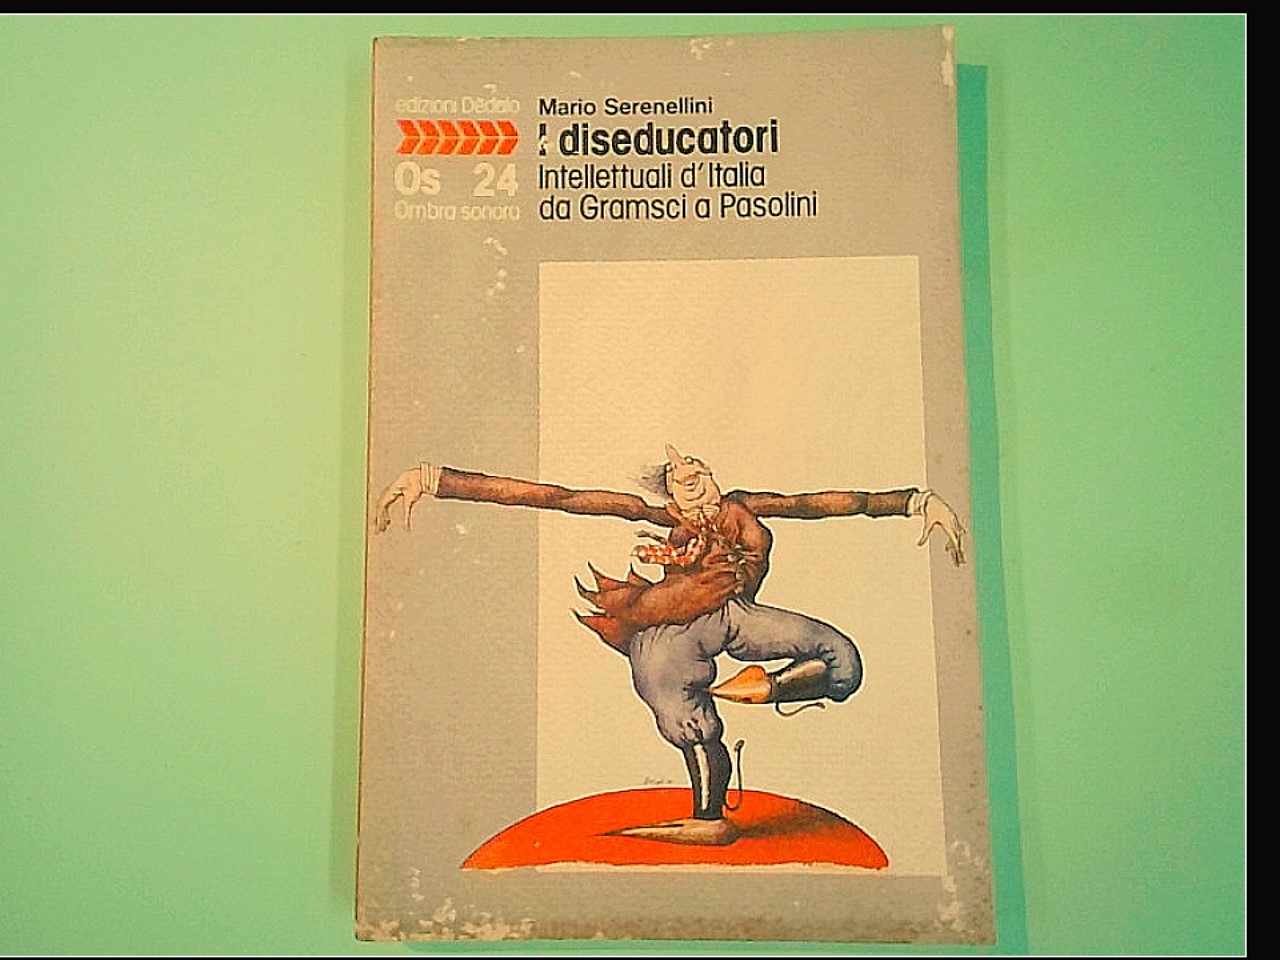 edizioni Dedalo
Os 24
Ombra sonora
Mario Serenellini
I diseducatori
Intellettuali d'Italia
da Gramsci a Pasolini